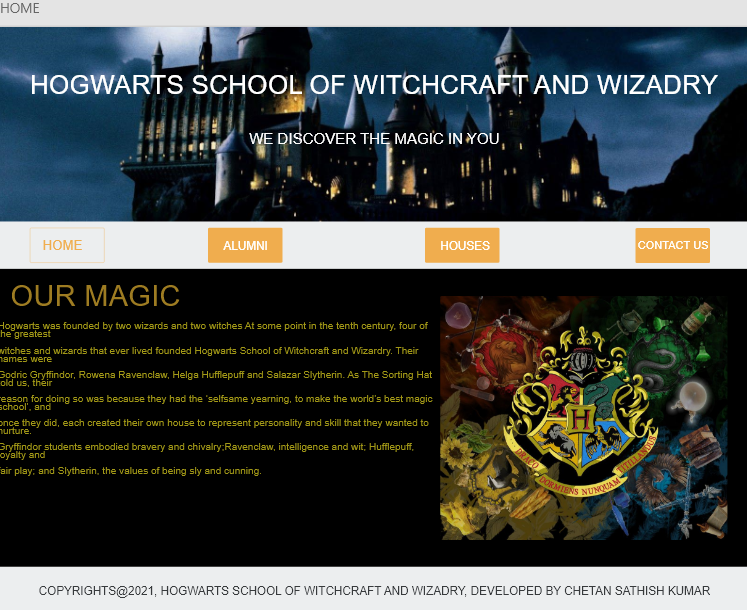 HOME
HOGWARTS SCHOOL OF WITCHCRAFT AND WIZADRY
WE DISCOVER THE MAGIC IN YOU
HOME
ALUMNI
HOUSES
CONTACT US
OUR MAGIC
Hogwarts was founded by two wizards and two witches At some point in the tenth century, four of
the greatest
witches and wizards that ever lived founded Hogwarts School of Witchcraft and Wizardry. Their
names were
Godric Gryffindor, Rowena Ravenclaw, Helga Hufflepuff and Salazar Slytherin. As The Sorting Hat
told us, their
reason for doing so was because they had the 'selfsame yearning, to make the world's best magic
school', and
once they did, each created their own house to represent personality and skill that they wanted to
nurture.
Gryffindor students embodied bravery and chivalry;Ravenclaw, intelligence and wit; Hufflepuff,
loyalty and
fair play; and Slytherin, the values of being sly and cunning.
H
DRACO DORMIENS NUNQUAM TITILLANDUS
COPYRIGHTS@2021, HOGWARTS SCHOOL OF WITCHCRAFT AND WIZADRY, DEVELOPED BY CHETAN SATHISH KUMAR